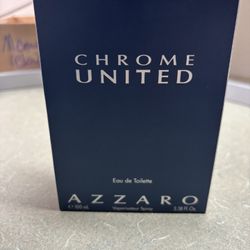 CHROME
UNITED
Eau de Toilette
AZZARO
e 100 mL Vaporisateur Spray 3.38 Fl. Oz.